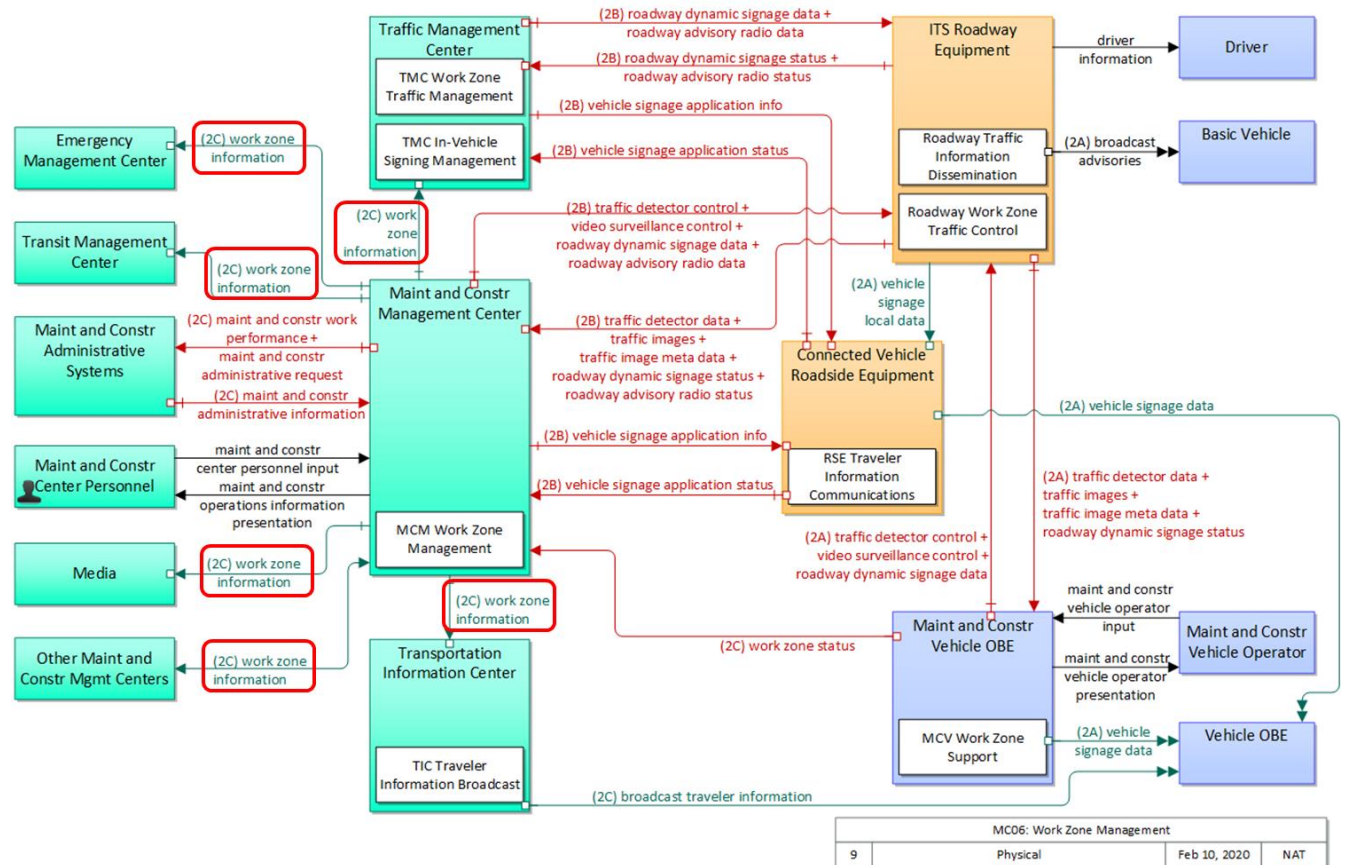 Traffic Management
Center
TMC Work Zone
Traffic Management
TMC In-Vehicle
Signing Management
(2B) roadway dynamic signage data +
roadway advisory radio data
(2B) roadway dynamic signage status +
roadway advisory radio status
(2B) vehicle signage application info
(2B) vehicle signage application status
ITS Roadway
Equipment
Roadway Traffic
Information
Dissemination
Roadway Work Zone
Traffic Control
driver
information
Driver
(2A) broadcast
advisories
Basic Vehicle
Emergency
Management Center
(2C) work zone
information
Transit Management
Center
(2C) work zone
information
(2C) work
zone
information
(2B) traffic detector control +
video surveillance control +
roadway dynamic signage data +
roadway advisory radio data
(2A) vehicle
signage
local data
Maint and Constr
Administrative
Systems
(2C) maint and constr work
performance +
maint and constr
administrative request
(2C) maint and constr
administrative information
Maint and Constr
Management Center
MCM Work Zone
Management
(2B) traffic detector data +
traffic images +
traffic image meta data +
roadway dynamic signage status +
roadway advisory radio status
Connected Vehicle
Roadside Equipment
RSE Traveler
Information
Communications
(2A) vehicle signage data
Maint and Constr
Center Personnel
maint and constr
center personnel input
maint and constr
operations information
presentation
(2B) vehicle signage application info
(2B) vehicle signage application status
(2A) traffic detector data +
traffic images +
traffic image meta data +
roadway dynamic signage status
(2A) traffic detector control +
video surveillance control +
roadway dynamic signage data
Media
(2C) work zone
information
(2C) work zone
information
Other Maint and
Constr Mgmt Centers
(2C) work zone
information
Transportation
Information Center
TIC Traveler
Information Broadcast
(2C) work zone status
Maint and Constr
Vehicle OBE
MCV Work Zone
Support
maint and constr
vehicle operator
input
maint and constr
vehicle operator
presentation
Maint and Constr
Vehicle Operator
(2A) vehicle
signage data
Vehicle OBE
(2C) broadcast traveler information
MC06: Work Zone Management
9 Physical Feb 10, 2020 NAT